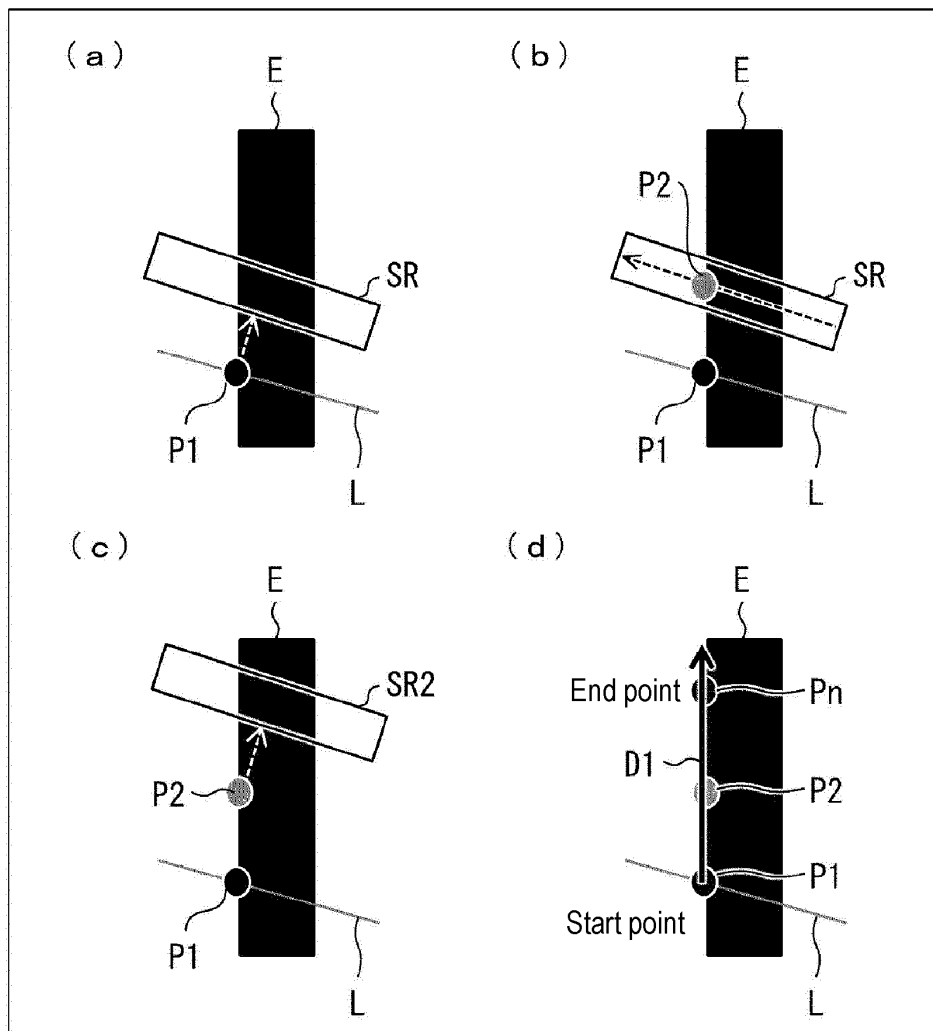 (a)
E
SR
P1
L
(b)
E
P2
SR
P1
L
(c)
E
SR2
P2
P1
L
(d)
E
End point
Pn
D1
P2
P1
Start point
L